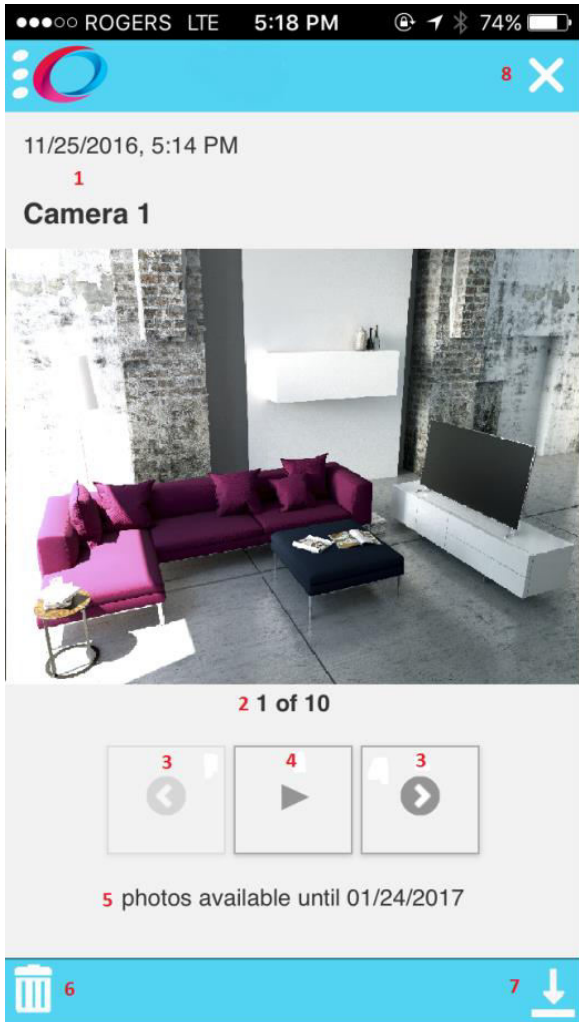 ROGERS LTE 5:18 PM 74%
8
11/25/2016, 5:14 PM
1
Camera 1
2 1 of 10
3 4 3
5 photos available until 01/24/2017
6 7